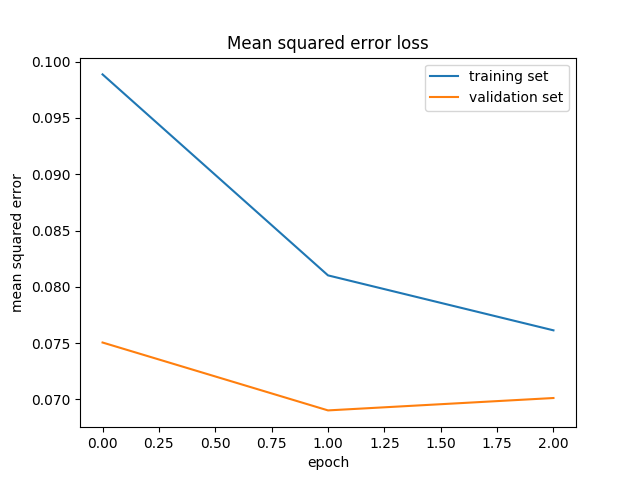 Mean squared error loss
training set
validation set
mean squared error
0.100
0.095
0.090
0.085
0.080
0.075
0.070
0.00 0.25 0.50 0.75 1.00 1.25 1.50 1.75 2.00
epoch